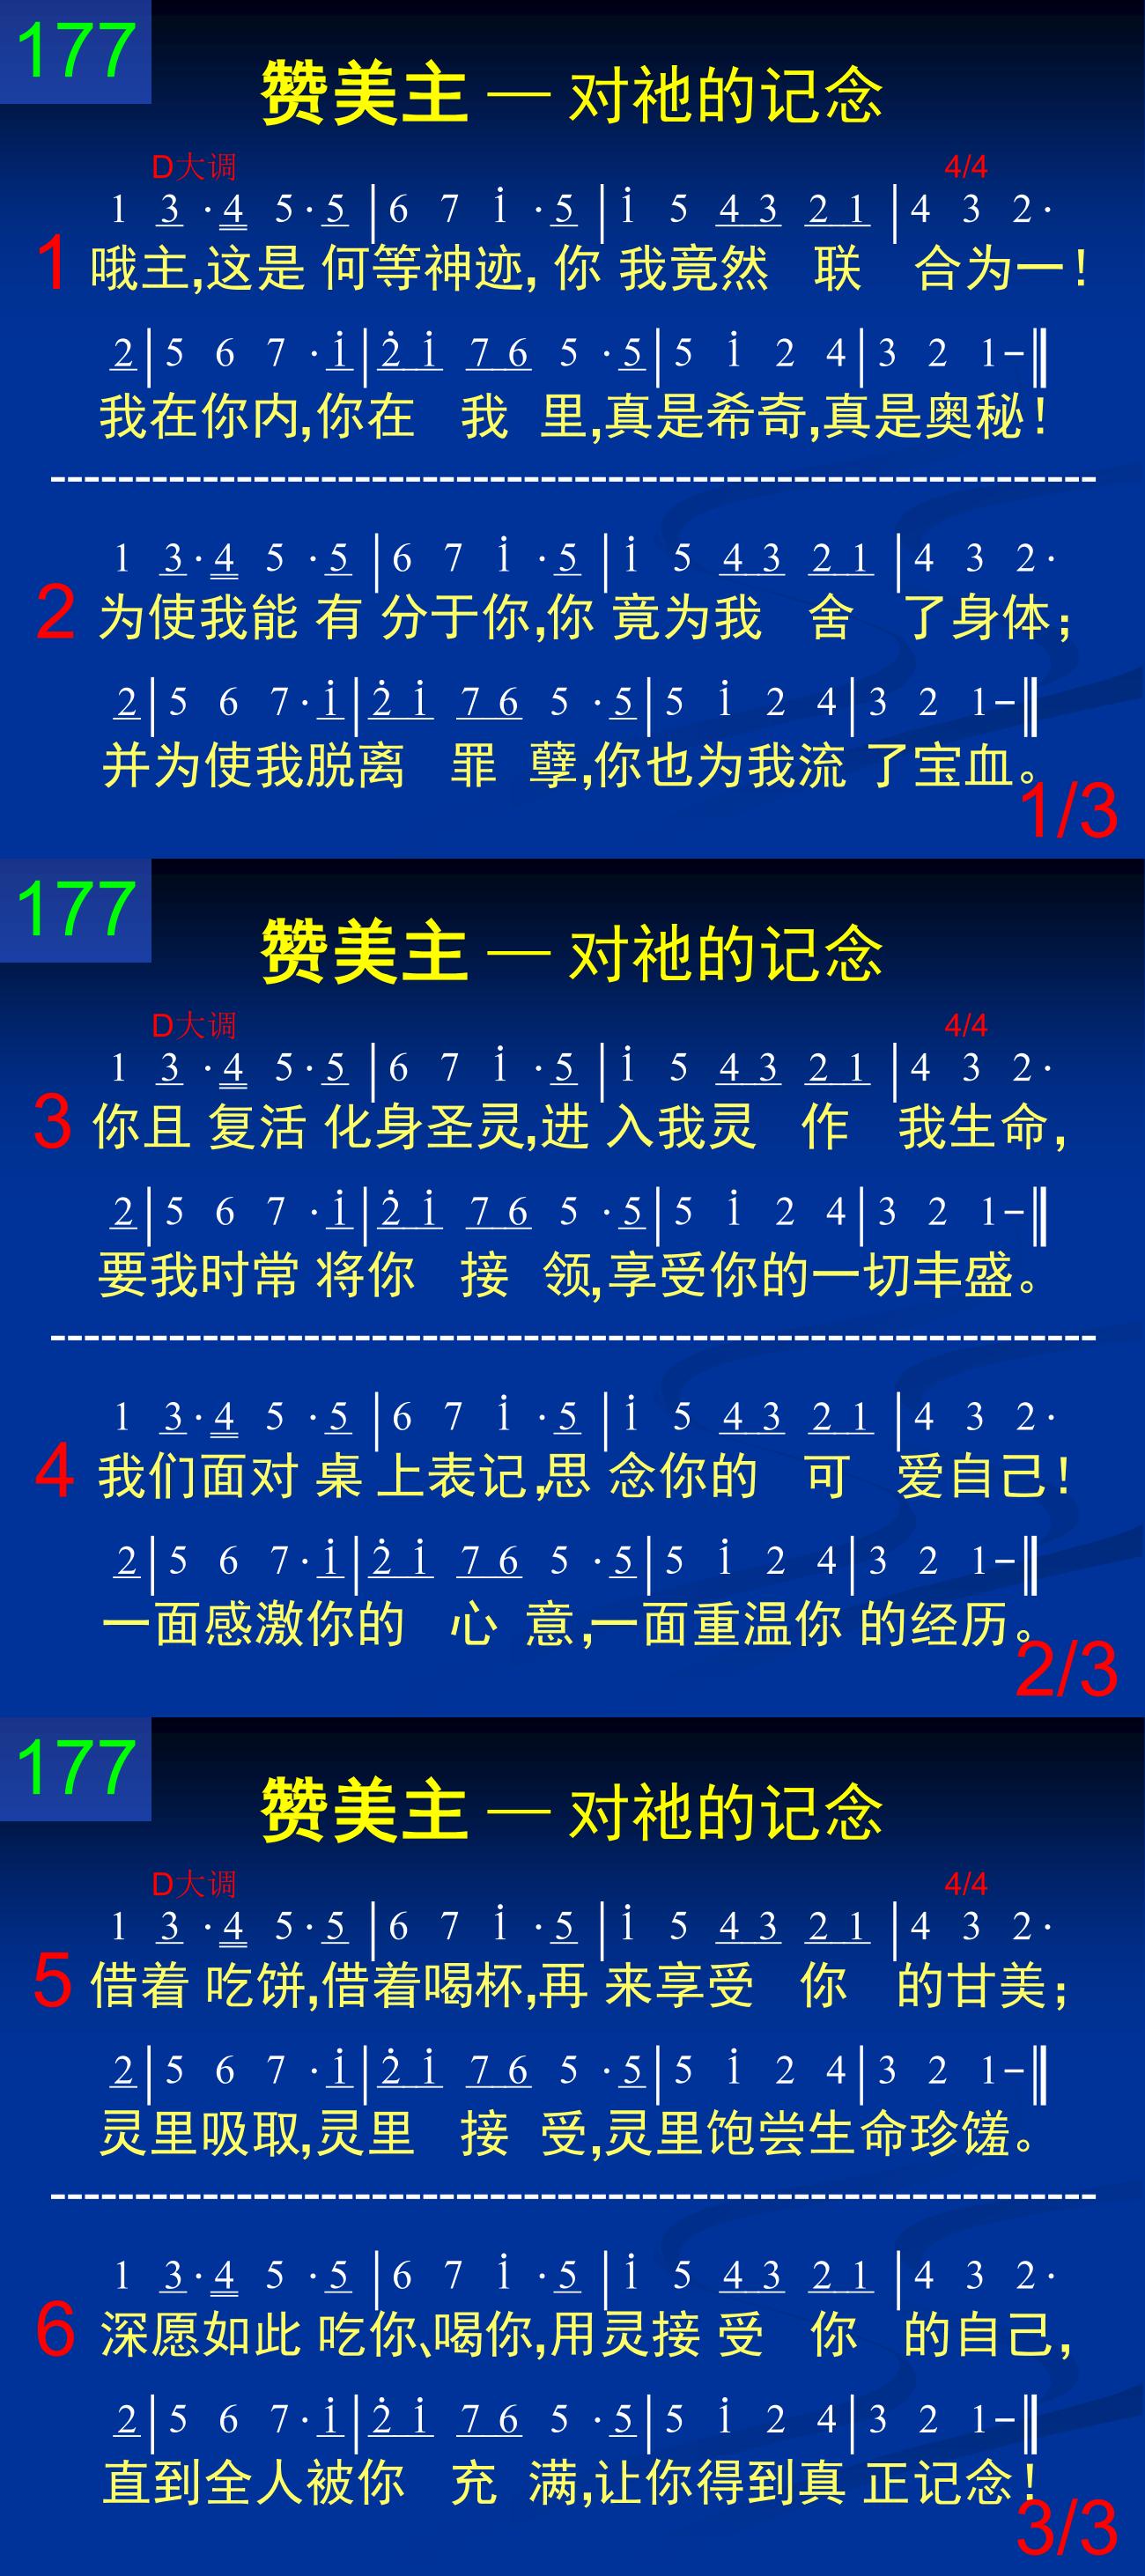 177
赞美主 — 对祂的记念
D大调 4/4
1 3 · 4 5 · 5 | 6 7 i · 5 | i 5 4 3 2 1 | 4 3 2 ·
1 哦主,这是 何等神迹, 你 我竟然 联 合为一!
2 | 5 6 7 · i | 2̇ i 7 6 5 · 5 | 5 i 2 4 | 3 2 1 – ‖
我在你内,你在 我 里,真是希奇,真是奥秘!
--------------------------------------------------------------
1 3 · 4 5 · 5 | 6 7 i · 5 | i 5 4 3 2 1 | 4 3 2 ·
2 为使我能 有 分于你,你 竟为我 舍 了身体;
2 | 5 6 7 · i | 2̇ i 7 6 5 · 5 | 5 i 2 4 | 3 2 1 – ‖
并为使我脱离 罪 孽,你也为我流 了宝血。
1/3
177
赞美主 — 对祂的记念
D大调 4/4
1 3 · 4 5 · 5 | 6 7 i · 5 | i 5 4 3 2 1 | 4 3 2 ·
3 你且 复活 化身圣灵,进 入我灵 作 我生命,
2 | 5 6 7 · i | 2̇ i 7 6 5 · 5 | 5 i 2 4 | 3 2 1 – ‖
要我时常 将你 接 领,享受你的一切丰盛。
--------------------------------------------------------------
1 3 · 4 5 · 5 | 6 7 i · 5 | i 5 4 3 2 1 | 4 3 2 ·
4 我们面对 桌 上表记,思 念你的 可 爱自己!
2 | 5 6 7 · i | 2̇ i 7 6 5 · 5 | 5 i 2 4 | 3 2 1 – ‖
一面感激你的 心 意,一面重温你 的经历。
2/3
177
赞美主 — 对祂的记念
D大调 4/4
1 3 · 4 5 · 5 | 6 7 i · 5 | i 5 4 3 2 1 | 4 3 2 ·
5 借着 吃饼,借着喝杯,再 来享受 你 的甘美;
2 | 5 6 7 · i | 2̇ i 7 6 5 · 5 | 5 i 2 4 | 3 2 1 – ‖
灵里吸取,灵里 接 受,灵里饱尝生命珍馐。
--------------------------------------------------------------
1 3 · 4 5 · 5 | 6 7 i · 5 | i 5 4 3 2 1 | 4 3 2 ·
6 深愿如此 吃你、喝你,用灵接 受 你 的自己,
2 | 5 6 7 · i | 2̇ i 7 6 5 · 5 | 5 i 2 4 | 3 2 1 – ‖
直到全人被你 充 满,让你得到真 正记念!
3/3